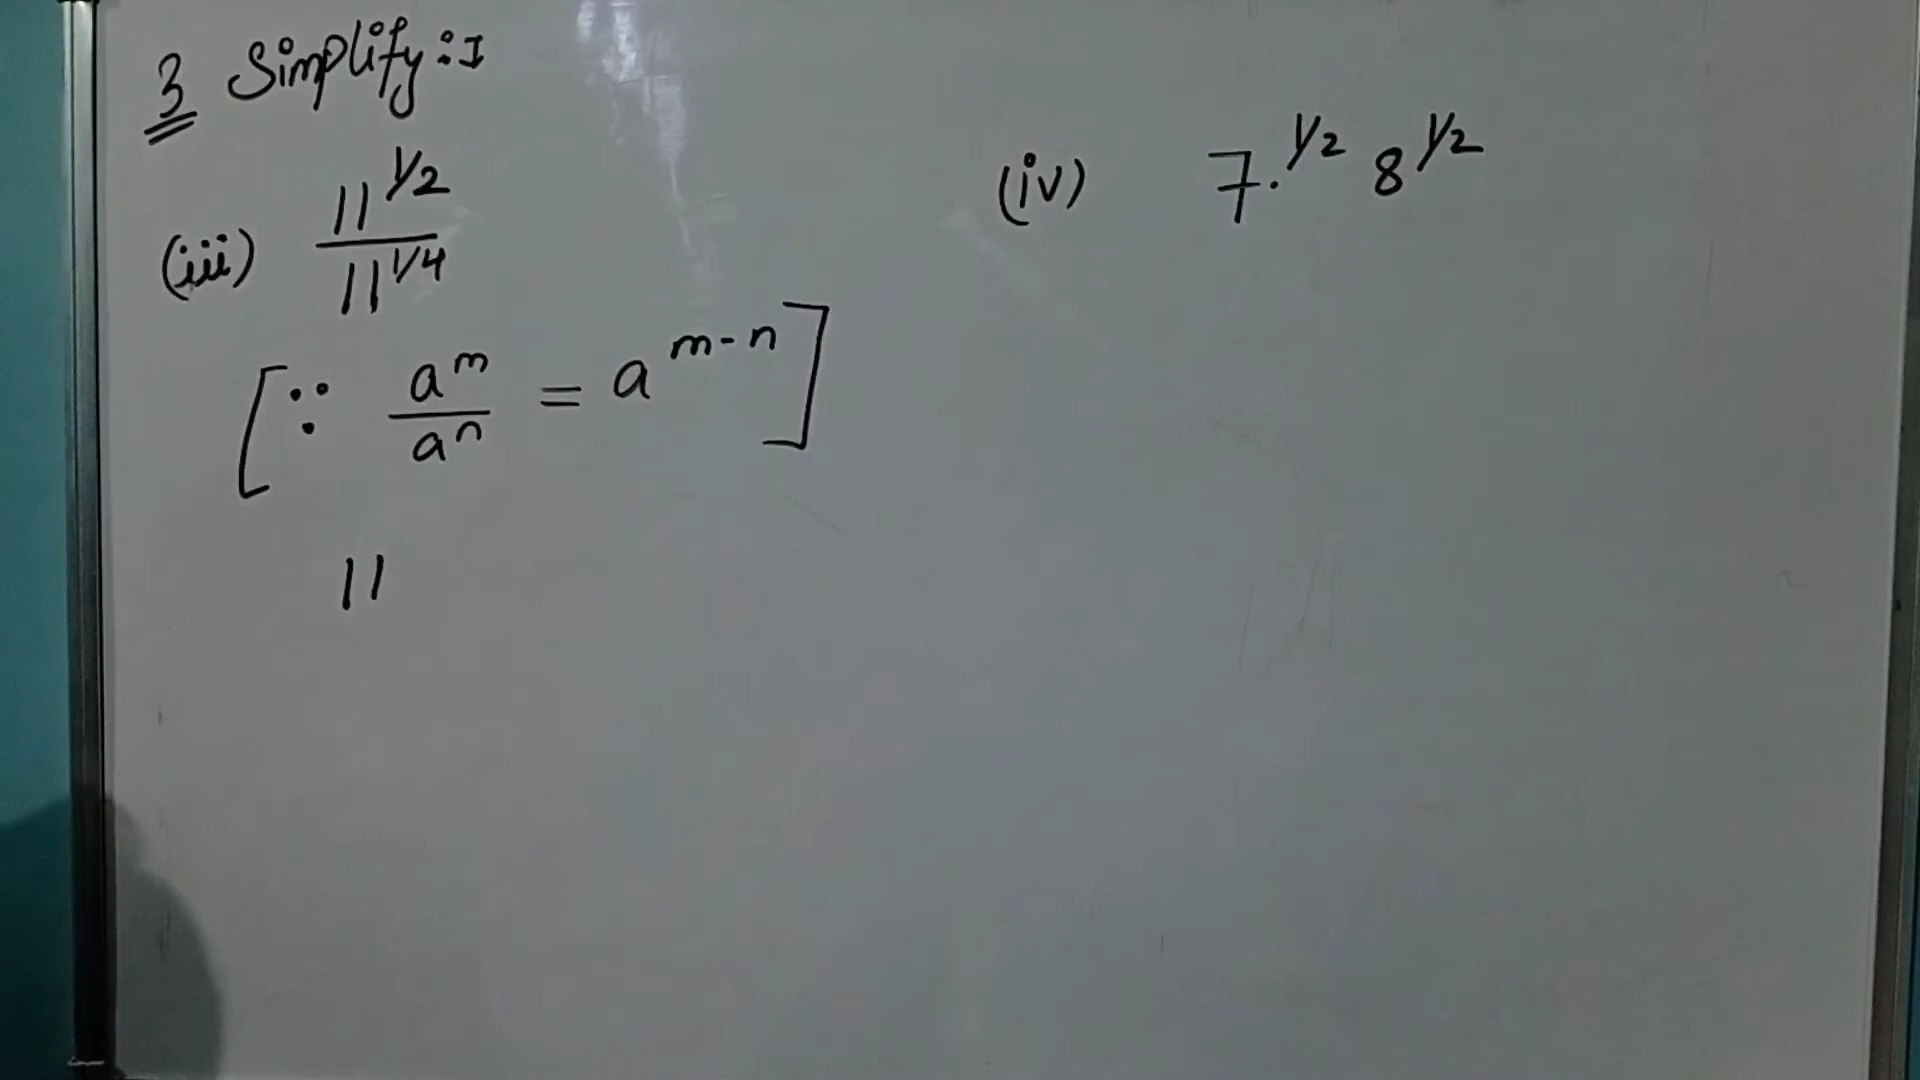 3 Simplify:-
(iii) 11^1/2 / 11^1/4
[∵ a^m / a^n = a^m-n]
11
(iv) 7.^1/2 8^1/2